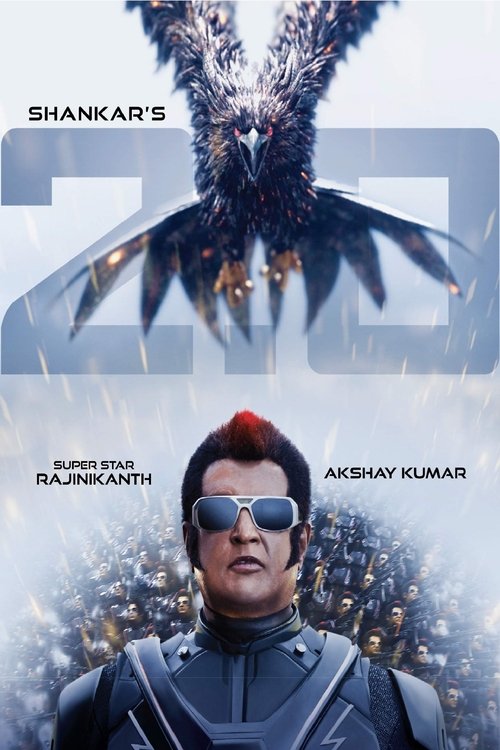 SHANKAR'S
2.0
SUPER STAR
RAJINIKANTH
AKSHAY KUMAR